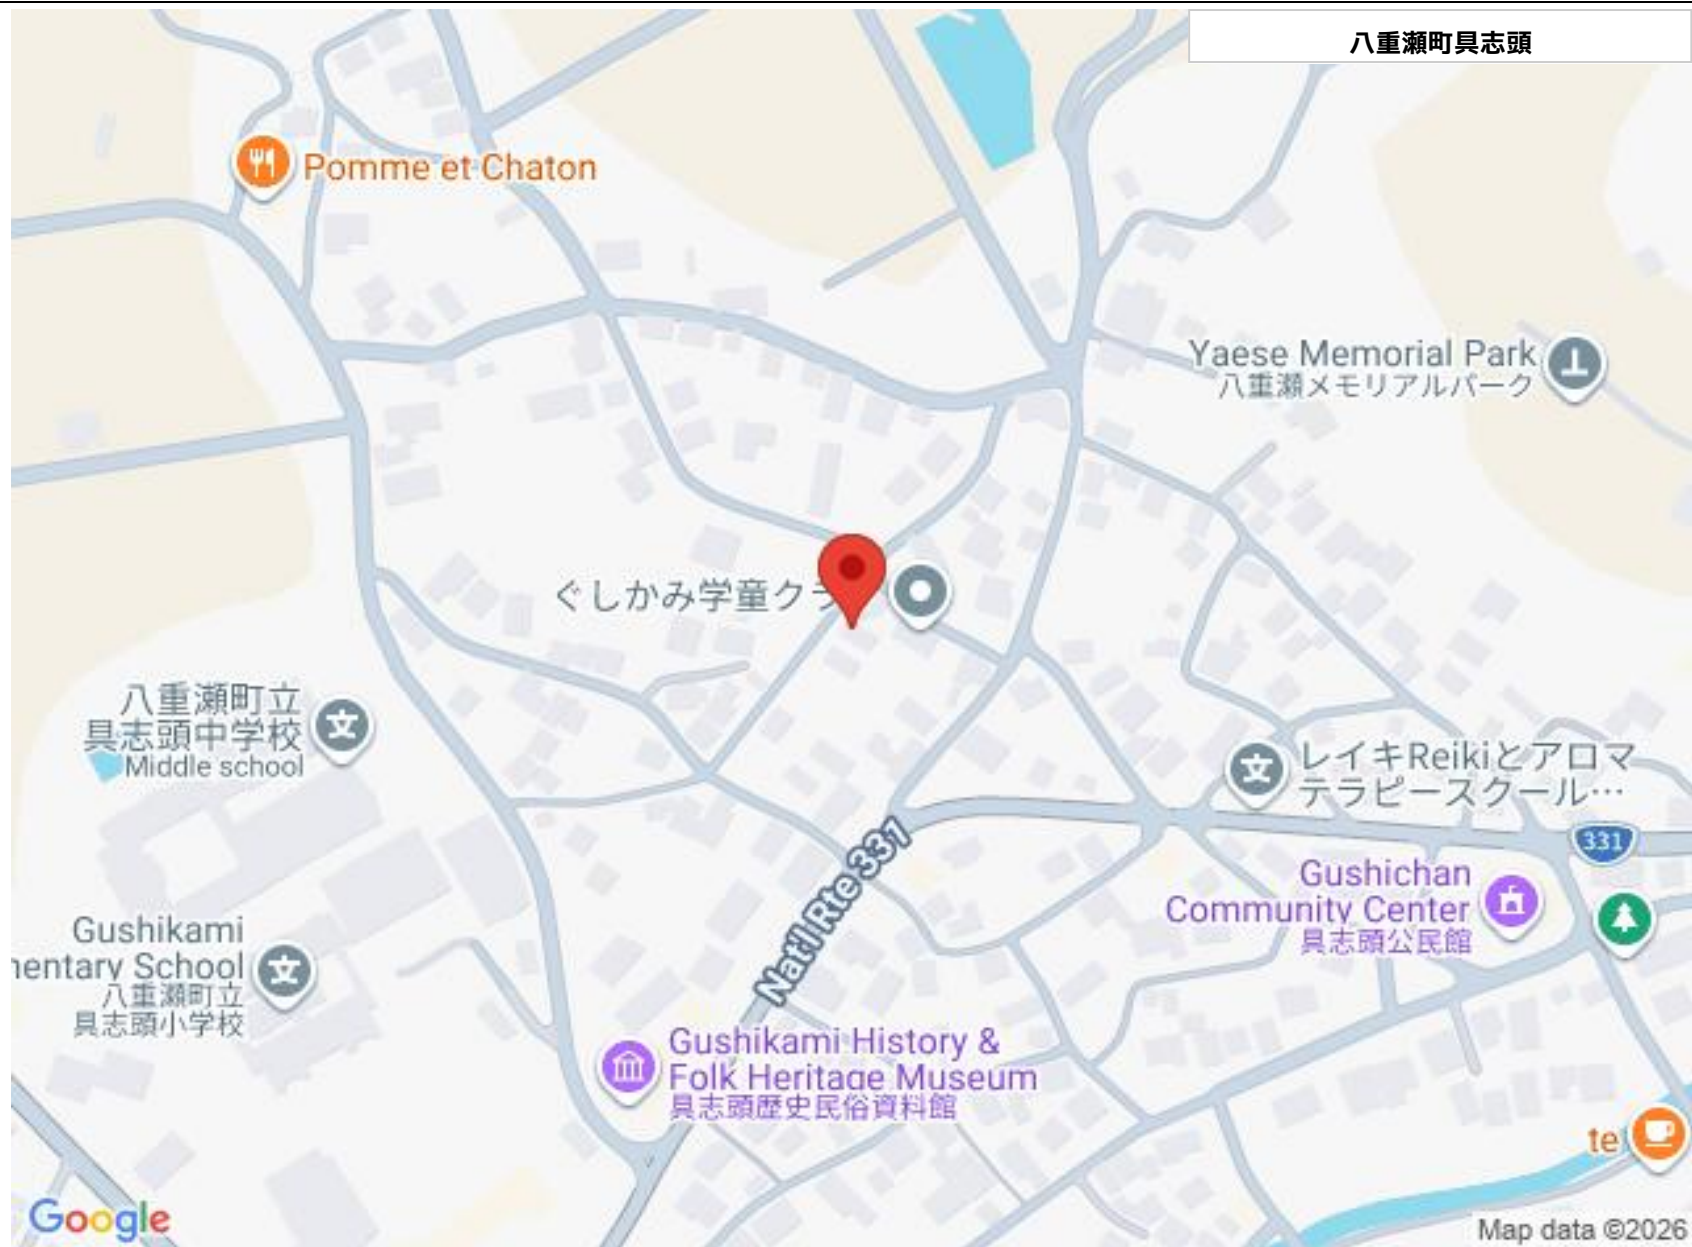 八重瀬町具志頭
Pomme et Chaton
Yaese Memorial Park
八重瀬メモリアルパーク
ぐしかみ学童クラ
八重瀬町立
具志頭中学校
Middle school
レイキReikiとアロマ
テラピースクール…
331
Nat'l Rte 331
Gushichan
Community Center
具志頭公民館
Gushikami
mentary School
八重瀬町立
具志頭小学校
Gushikami History &
Folk Heritage Museum
具志頭歴史民俗資料館
te
Google
Map data ©2026